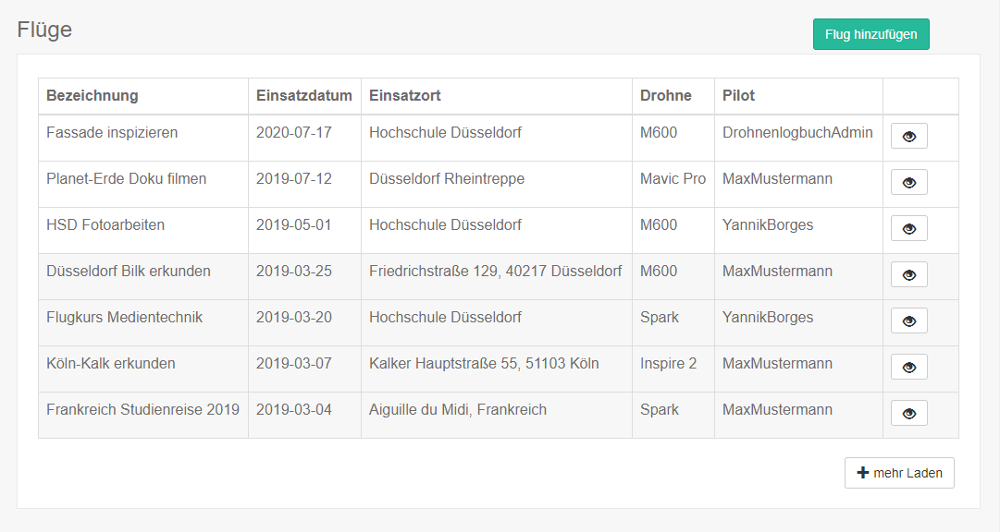 Flüge
Flug hinzufügen
Bezeichnung Einsatzdatum Einsatzort Drohne Pilot
Fassade inspizieren 2020-07-17 Hochschule Düsseldorf M600 DrohnenlogbuchAdmin
Planet-Erde Doku filmen 2019-07-12 Düsseldorf Rheintreppe Mavic Pro MaxMustermann
HSD Fotoarbeiten 2019-05-01 Hochschule Düsseldorf M600 YannikBorges
Düsseldorf Bilk erkunden 2019-03-25 Friedrichstraße 129, 40217 Düsseldorf M600 MaxMustermann
Flugkurs Medientechnik 2019-03-20 Hochschule Düsseldorf Spark YannikBorges
Köln-Kalk erkunden 2019-03-07 Kalker Hauptstraße 55, 51103 Köln Inspire 2 MaxMustermann
Frankreich Studienreise 2019 2019-03-04 Aiguille du Midi, Frankreich Spark MaxMustermann
mehr Laden